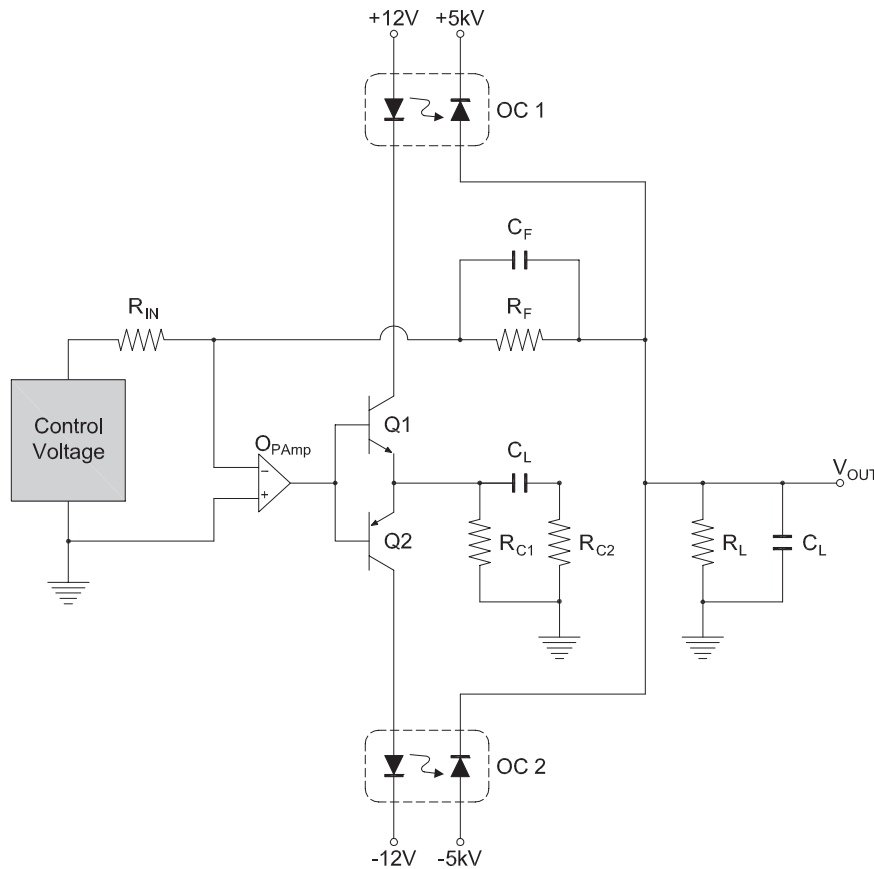 +12V
+5kV
OC 1
C_F
R_IN
R_F
Control
Voltage
O_PAmp
Q1
Q2
C_L
R_C1
R_C2
V_OUT
R_L
C_L
−
+
OC 2
-12V
-5kV